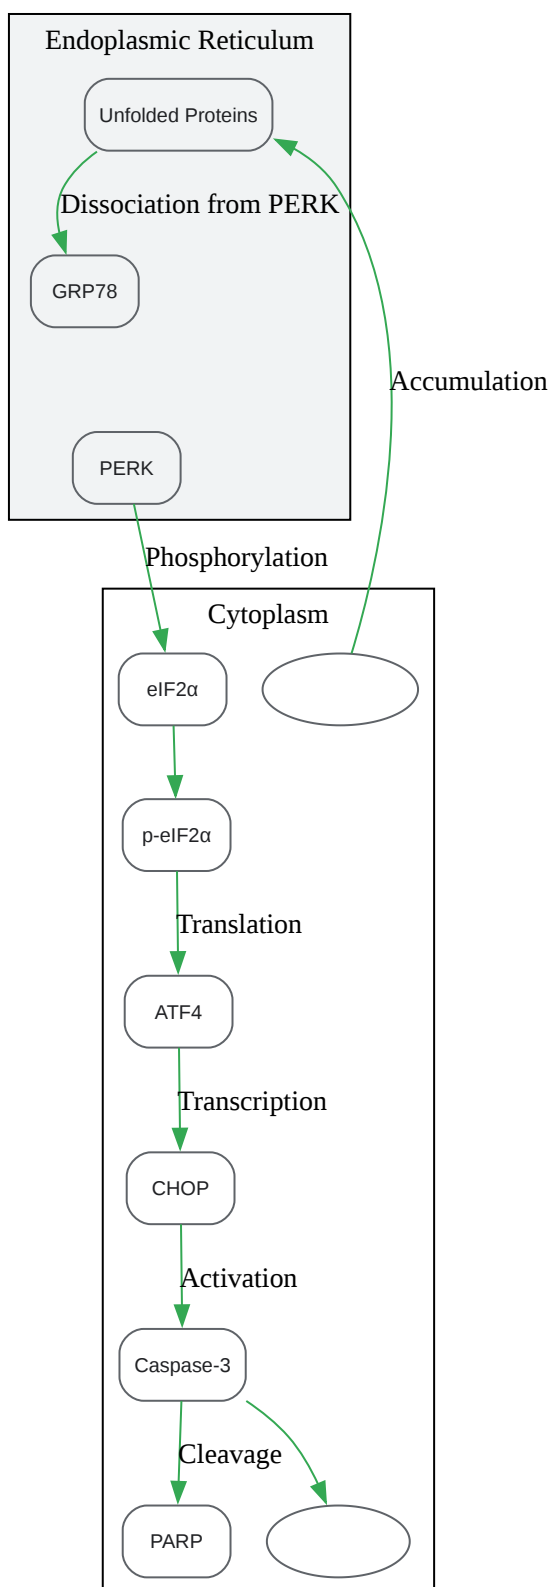 Endoplasmic Reticulum
Unfolded Proteins
Dissociation from PERK
GRP78
Accumulation
PERK
Phosphorylation
Cytoplasm
eIF2α
p-eIF2α
Translation
ATF4
Transcription
CHOP
Activation
Caspase-3
Cleavage
PARP